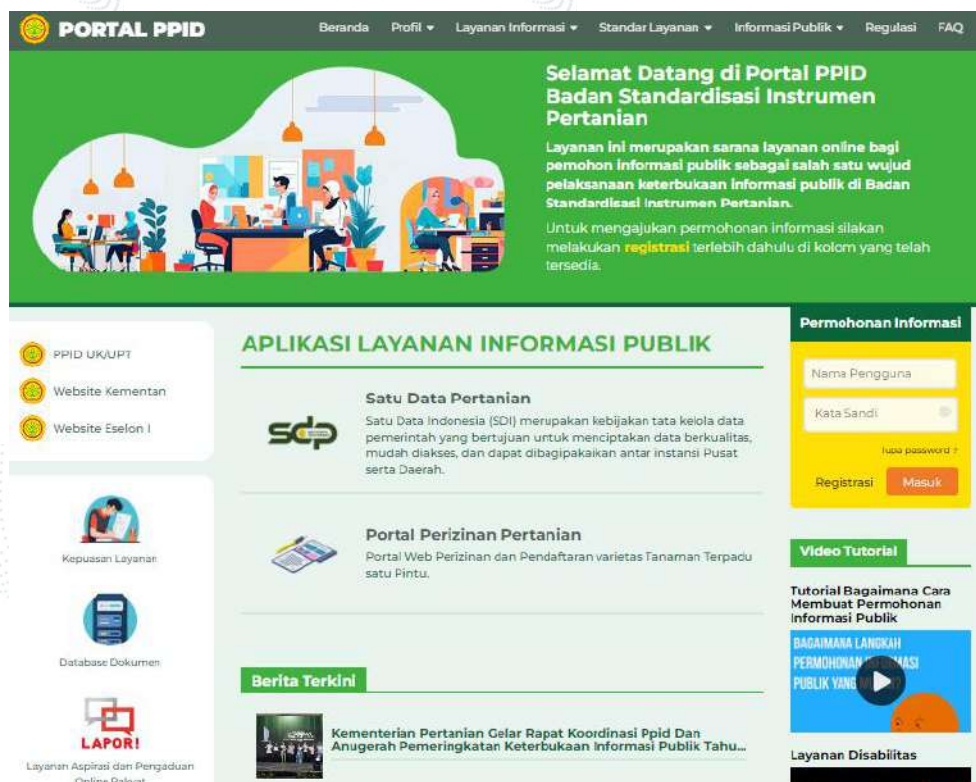 PORTAL PPID
Beranda Profil Layanan Informasi Standar Layanan Informasi Publik Regulasi FAQ
Selamat Datang di Portal PPID
Badan Standardisasi Instrumen
Pertanian
Layanan ini merupakan sarana layanan online bagi
pemohon informasi publik sebagai salah satu wujud
pelaksanaan keterbukaan informasi publik di Badan
Standardisasi Instrumen Pertanian.
Untuk mengajukan permohonan informasi silakan
melakukan registrasi terlebih dahulu di kolom yang telah
tersedia.
PPID UK/UPT
Website Kementan
Website Eselon I
Kepuasan Layanan
Database Dokumen
LAPOR!
Layanan Aspirasi dan Pengaduan
Online Rakyat
APLIKASI LAYANAN INFORMASI PUBLIK
sdp
Satu Data Pertanian
Satu Data Indonesia (SDI) merupakan kebijakan tata kelola data
pemerintah yang bertujuan untuk menciptakan data berkualitas,
mudah diakses, dan dapat dibagipakaikan antar instansi Pusat
serta Daerah.
Portal Perizinan Pertanian
Portal Web Perizinan dan Pendaftaran varietas Tanaman Terpadu
satu Pintu.
Berita Terkini
Kementerian Pertanian Gelar Rapat Koordinasi Ppid Dan
Anugerah Pemeringkatan Keterbukaan Informasi Publik Tahu...
Permohonan Informasi
Nama Pengguna
Kata Sandi
lupa password ?
Registrasi Masuk
Video Tutorial
Tutorial Bagaimana Cara
Membuat Permohonan
Informasi Publik
BAGAIMANA LANGKAH
PERMOHONAN INFORMASI
PUBLIK YANG
Layanan Disabilitas